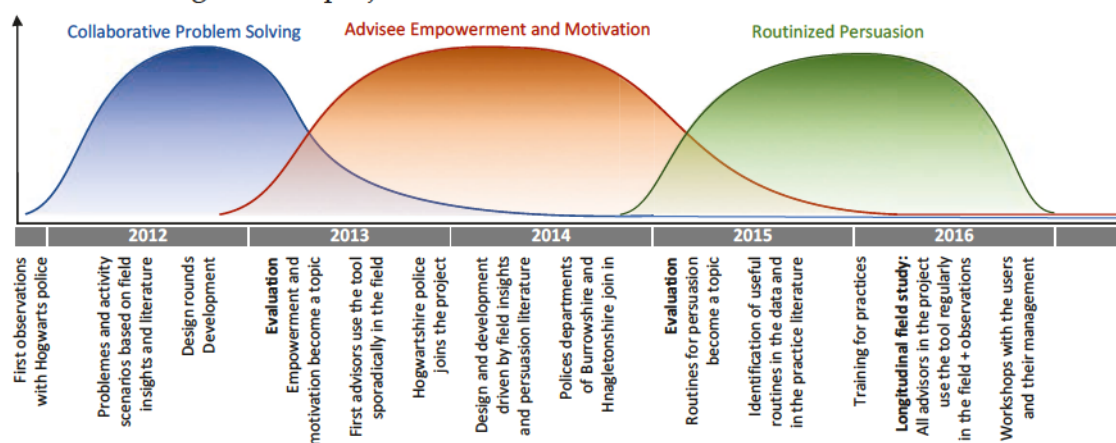 Collaborative Problem Solving
Advisee Empowerment and Motivation
Routinized Persuasion
2012
2013
2014
2015
2016
First observations
with Hogwarts police
Problemes and activity
scenarios based on field
insights and literature
Design rounds
Development
Evaluation
Empowerment and
motivation become a topic
First advisors use the tool
sporadically in the field
Hogwartshire police
joins the project
Design and development
driven by field insights
and persuasion literature
Polices departments
of Burrowshire and
Hnagletonshire join in
Evaluation
Routines for persuasion
become a topic
Identification of useful
routines in the data and
in the practice literature
Training for practices
Longitudinal field study:
All advisors in the project
use the tool regularly
in the field + observations
Workshops with the users
and their management